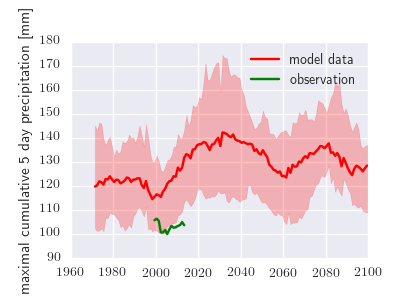 180
170
160
150
140
130
120
110
100
90
maximal cumulative 5 day precipitation [mm]
model data
observation
1960 1980 2000 2020 2040 2060 2080 2100